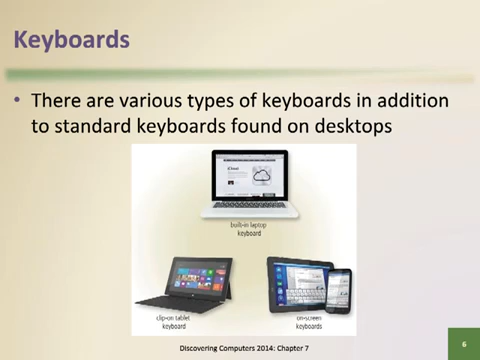 Keyboards
• There are various types of keyboards in addition
to standard keyboards found on desktops
built-in laptop
keyboard
clip-on tablet
keyboard
on-screen
keyboards
Discovering Computers 2014: Chapter 7
6